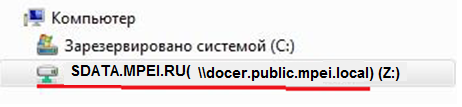 Компьютер
Зарезервировано системой (C:)
SDATA.MPEI.RU( \\docer.public.mpei.local) (Z:)